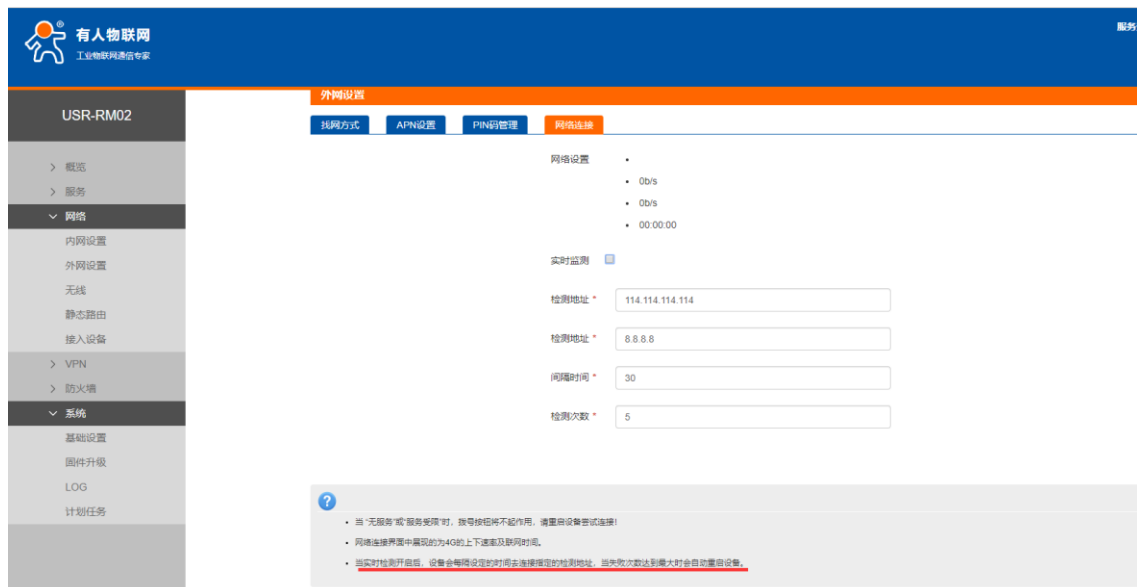 有人物联网
®
工业物联网通信专家
服务
USR-RM02
概览
服务
网络
内网设置
外网设置
无线
静态路由
接入设备
VPN
防火墙
系统
基础设置
固件升级
LOG
计划任务
外网设置
找网方式 APN设置 PIN码管理 网络连接
网络设置
• 0b/s
• 0b/s
• 00:00:00
实时监测
检测地址 * 114.114.114.114
检测地址 * 8.8.8.8
间隔时间 * 30
检测次数 * 5
?
• 当“无服务”或“服务受限”时，拨号按钮将不起作用，请重启设备尝试连接!
• 网络连接界面中展现的为4G的上下速率及联网时间。
• 当实时检测开启后，设备会每隔设定的时间去连接指定的检测地址，当失败次数达到最大时会自动重启设备。